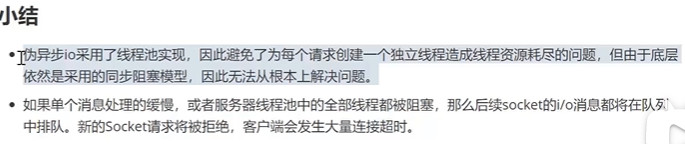 小结
伪异步io采用了线程池实现，因此避免了为每个请求创建一个独立线程造成线程资源耗尽的问题，但由于底层
依然是采用的同步阻塞模型，因此无法从根本上解决问题。
如果单个消息处理的缓慢，或者服务器线程池中的全部线程都被阻塞，那么后续socket的i/o消息都将在队列
中排队。新的Socket请求将被拒绝，客户端会发生大量连接超时。